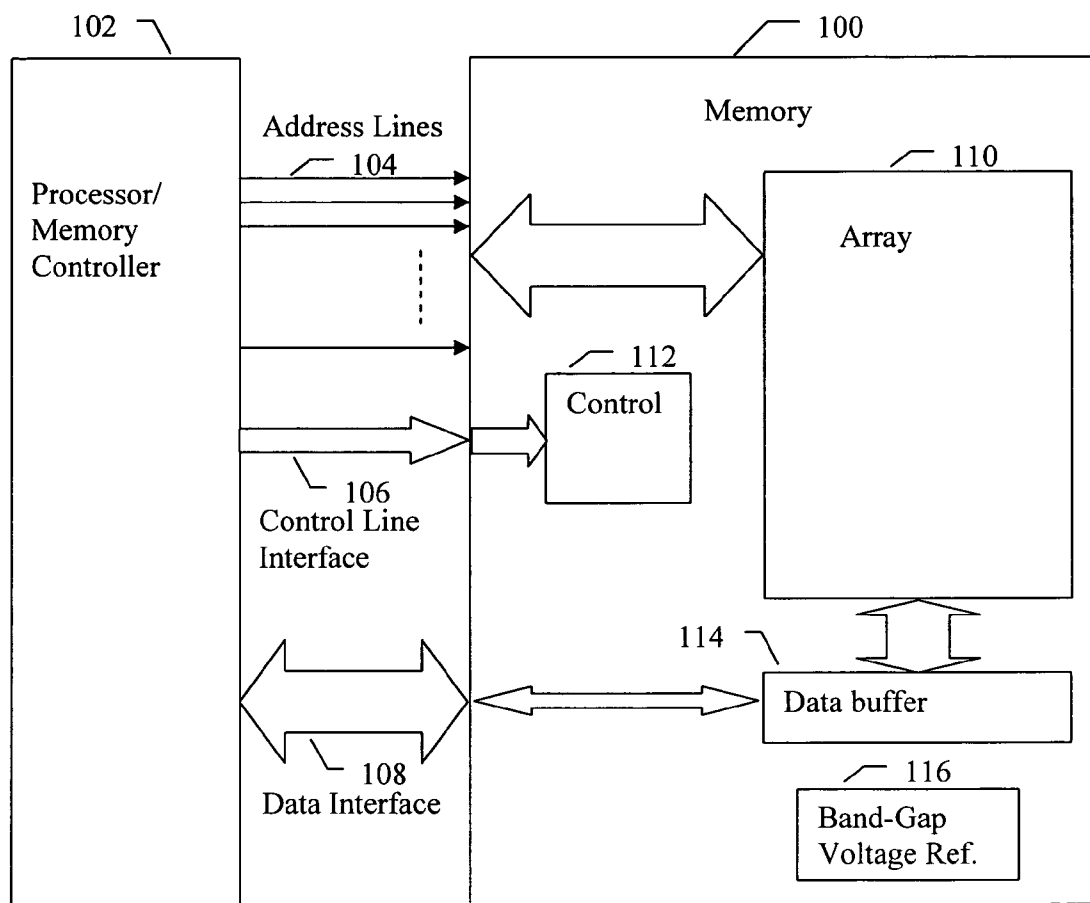 102
100
Address Lines
104
Memory
110
Processor/
Memory
Controller
Array
112
Control
106
Control Line
Interface
114
Data buffer
108
Data Interface
116
Band-Gap
Voltage Ref.